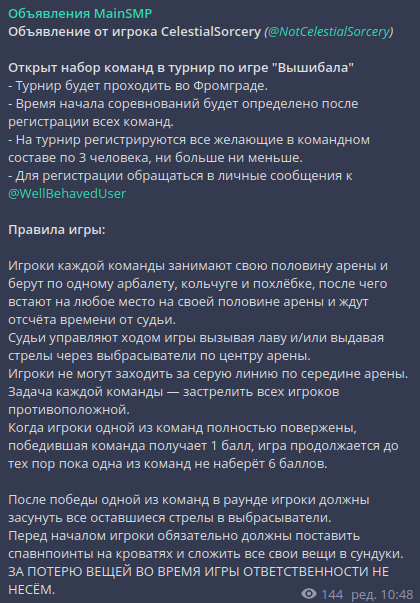 Объявления MainSMP
Объявление от игрока CelestialSorcery (@NotCelestialSorcery)
Открыт набор команд в турнир по игре "Вышибала"
- Турнир будет проходить во Фромграде.
- Время начала соревнований будет определено после
регистрации всех команд.
- На турнир регистрируются все желающие в командном
составе по 3 человека, ни больше ни меньше.
- Для регистрации обращаться в личные сообщения к
@WellBehavedUser
Правила игры:
Игроки каждой команды занимают свою половину арены и
берут по одному арбалету, кольчуге и похлёбке, после чего
встают на любое место на своей половине арены и ждут
отсчёта времени от судьи.
Судьи управляют ходом игры вызывая лаву и/или выдавая
стрелы через выбрасыватели по центру арены.
Игроки не могут заходить за серую линию по середине арены.
Задача каждой команды — застрелить всех игроков
противоположной.
Когда игроки одной из команд полностью повержены,
победившая команда получает 1 балл, игра продолжается до
тех пор пока одна из команд не наберёт 6 баллов.
После победы одной из команд в раунде игроки должны
засунуть все оставшиеся стрелы в выбрасыватели.
Перед началом игроки обязательно должны поставить
спавнпоинты на кроватях и сложить все свои вещи в сундуки.
ЗА ПОТЕРЮ ВЕЩЕЙ ВО ВРЕМЯ ИГРЫ ОТВЕТСТВЕННОСТИ НЕ
НЕСЁМ.
144 ред. 10:48